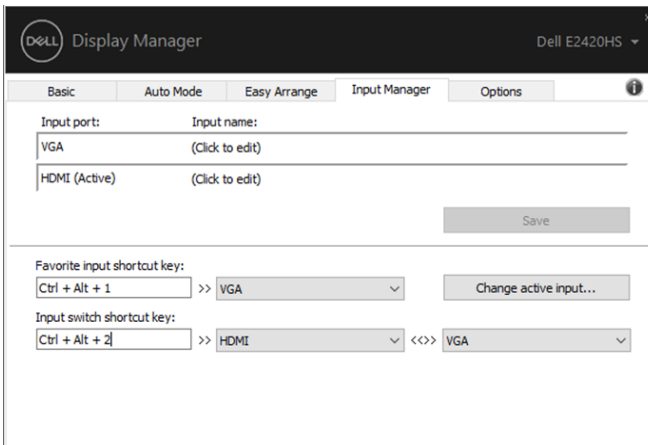 DELL Display Manager Dell E2420HS
Basic Auto Mode Easy Arrange Input Manager Options
Input port: Input name:
VGA (Click to edit)
HDMI (Active) (Click to edit)
Save
Favorite input shortcut key:
Ctrl + Alt + 1 >> VGA Change active input...
Input switch shortcut key:
Ctrl + Alt + 2 >> HDMI <<>> VGA